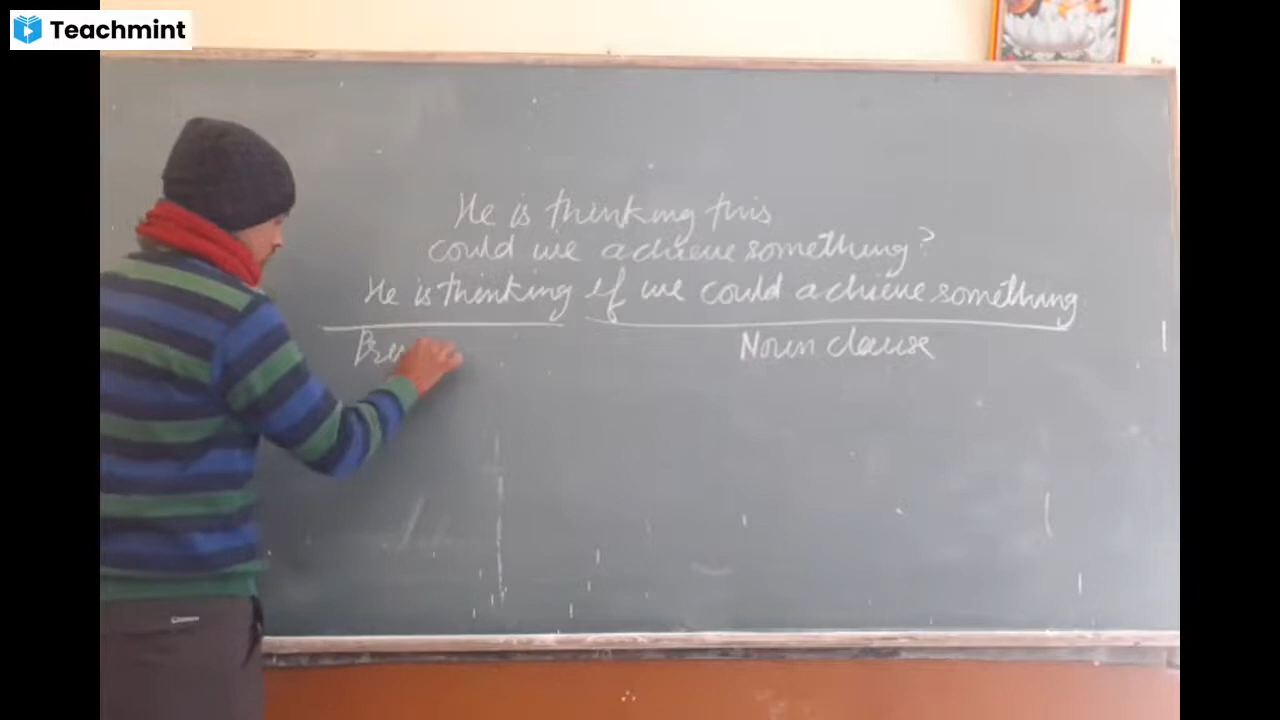 Teachmint
He is thinking this
could we achieve something?
He is thinking if we could achieve something
Noun clause